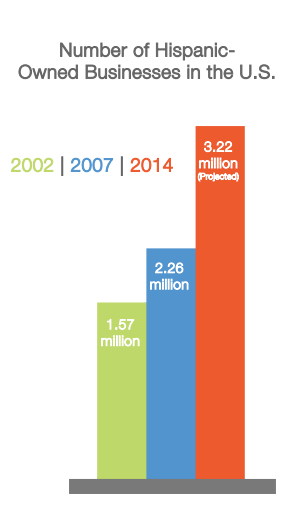 Number of Hispanic-
Owned Businesses in the U.S.
2002 | 2007 | 2014
3.22
million
(Projected)
2.26
million
1.57
million